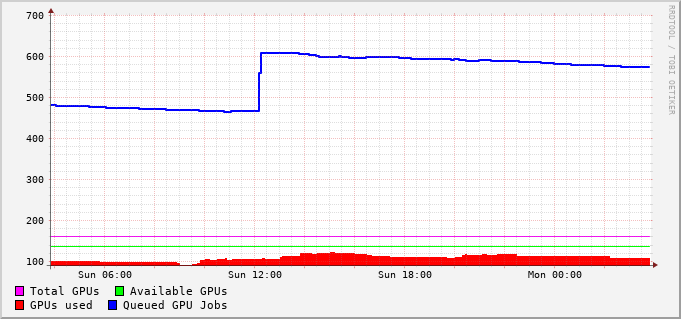 700
600
500
400
300
200
100
Sun 06:00 Sun 12:00 Sun 18:00 Mon 00:00
Total GPUs Available GPUs
GPUs used Queued GPU Jobs
RRDTOOL / TOBI OETIKER